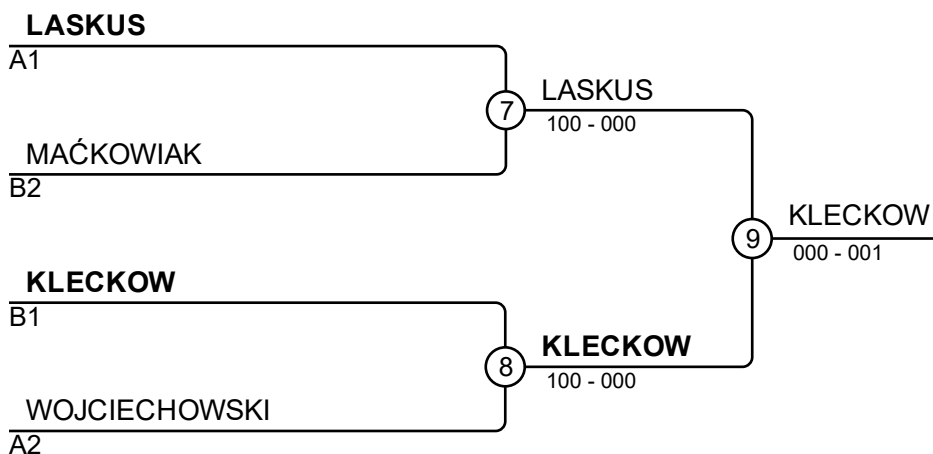 LASKUS
A1
7
LASKUS
100 - 000
MAĆKOWIAK
B2
9
KLECKOW
000 - 001
KLECKOW
B1
8
KLECKOW
100 - 000
WOJCIECHOWSKI
A2